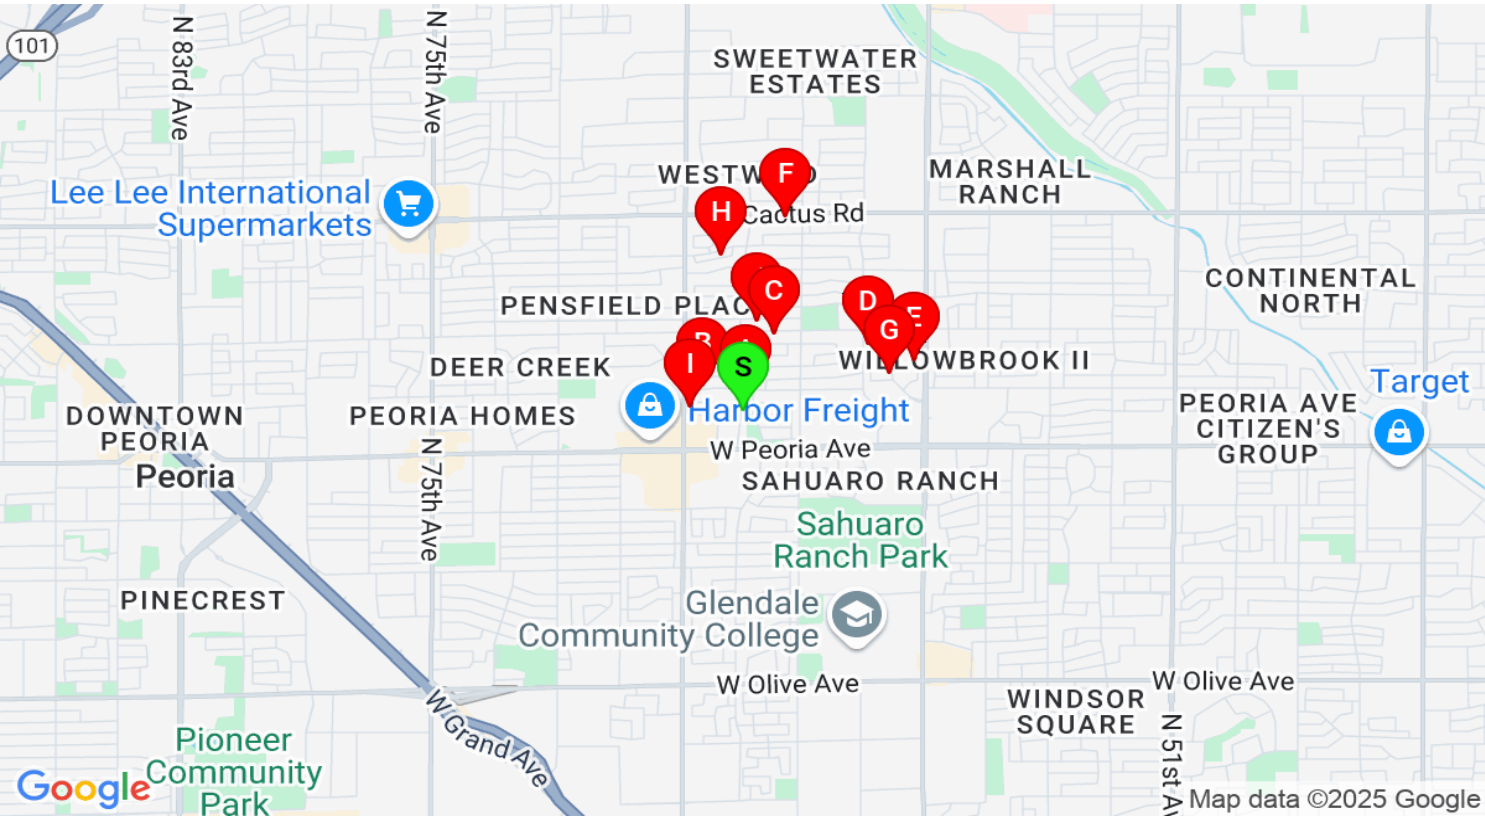 101
N 83rd Ave
N 75th Ave
SWEETWATER
ESTATES
Lee Lee International
Supermarkets
F
H
Cactus Rd
MARSHALL
RANCH
CONTINENTAL
NORTH
PENSFIELD
C
D
E
G
B
A
I
S
WILLOWBROOK II
DEER CREEK
DOWNTOWN
PEORIA
Peoria
PEORIA HOMES
Harbor Freight
W Peoria Ave
SAHUARO RANCH
Target
PEORIA AVE
CITIZEN'S
GROUP
N 75th Ave
Sahuaro
Ranch Park
PINECREST
Glendale
Community College
W Olive Ave
W Olive Ave
WINDSOR
SQUARE
W Grand Ave
N 51st
Pioneer
Community
Park
Google
Map data ©2025 Google